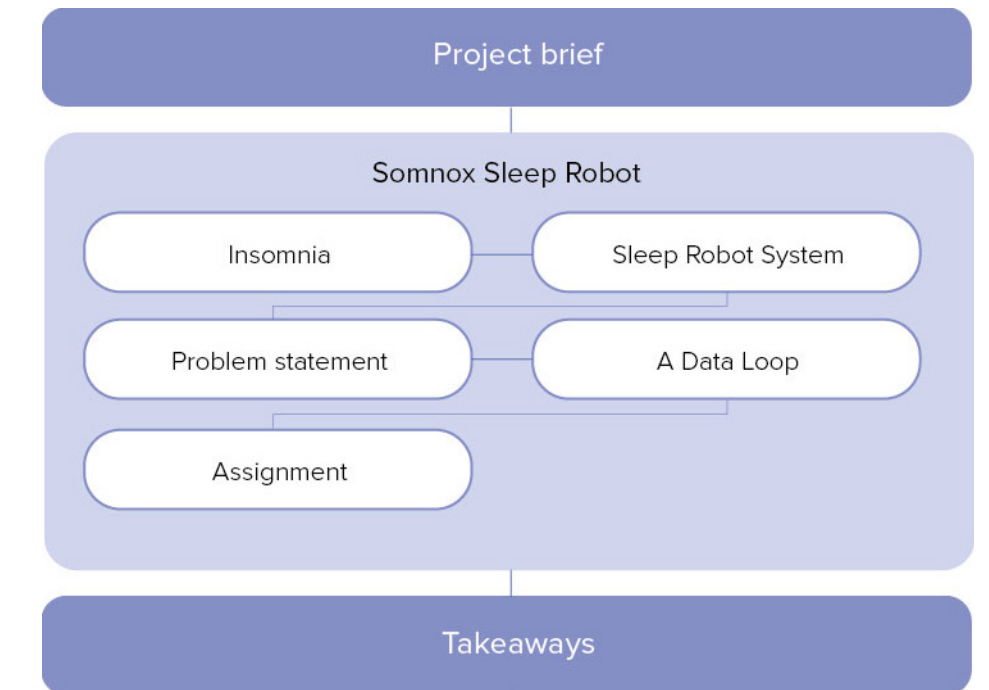 Project brief
Somnox Sleep Robot
Insomnia
Sleep Robot System
Problem statement
A Data Loop
Assignment
Takeaways